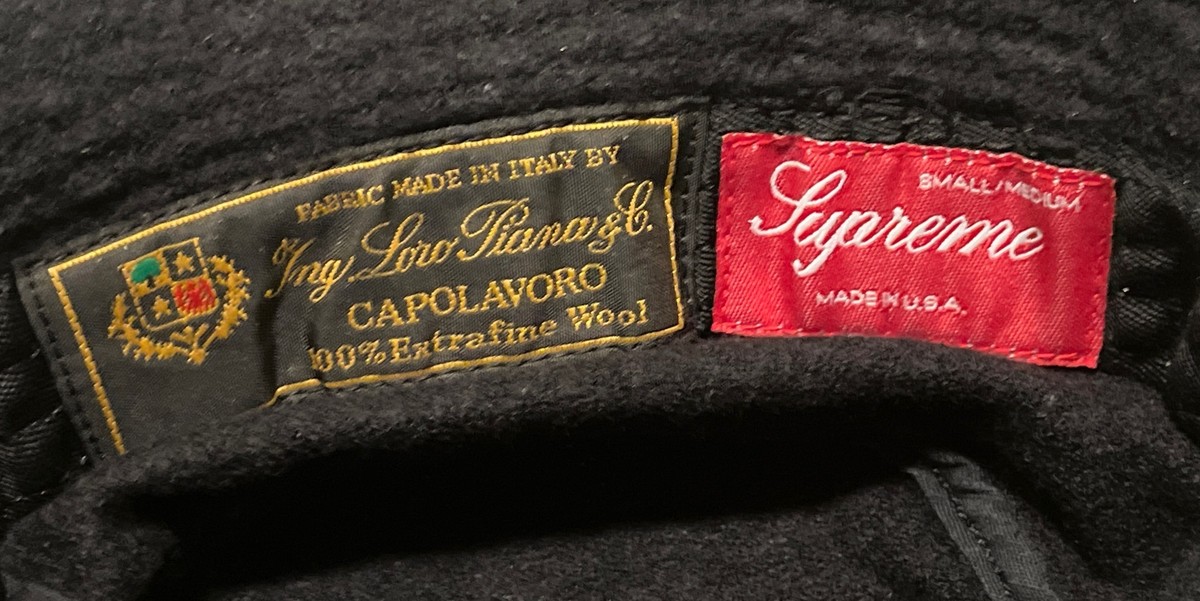 FABRIC MADE IN ITALY BY
Ing. Loro Piana & C.
CAPOLAVORO
100% Extrafine Wool
SMALL/MEDIUM
Supreme
MADE IN U.S.A.